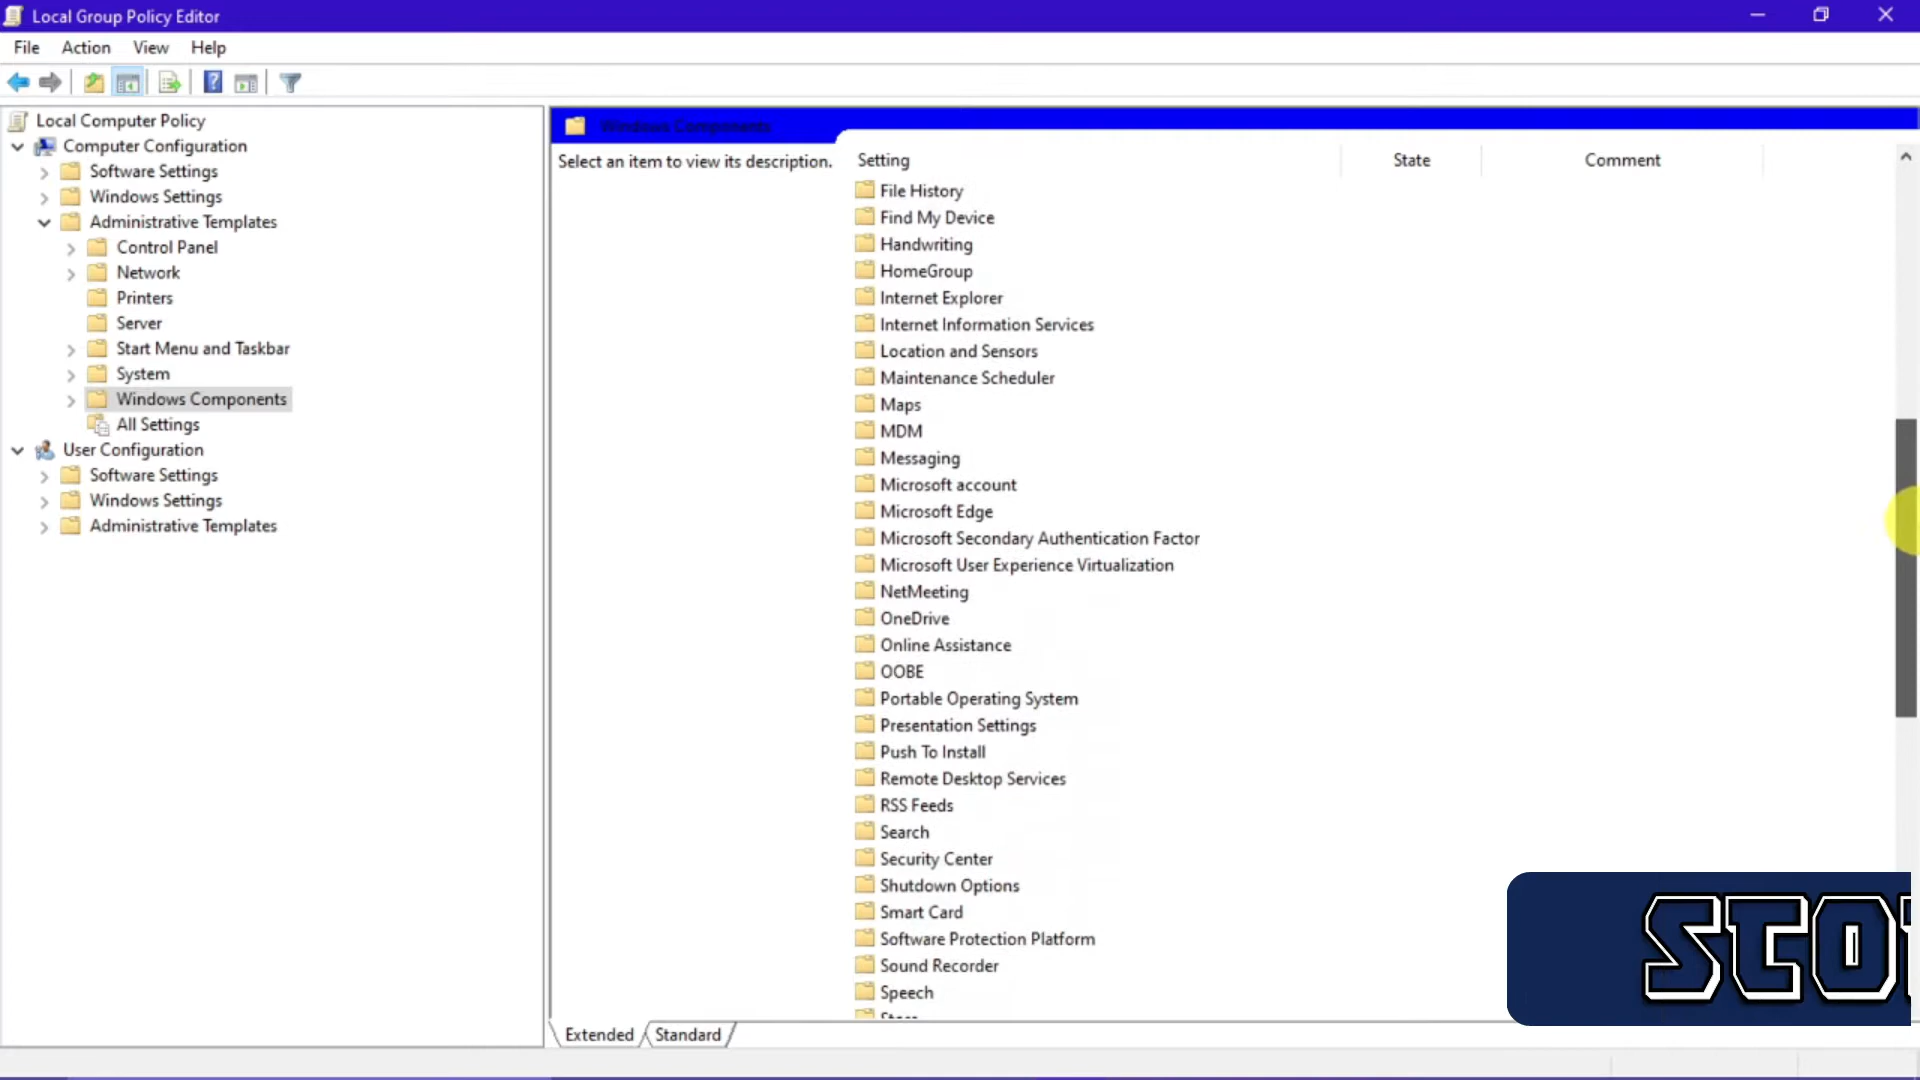 Local Group Policy Editor
File Action View Help
Local Computer Policy
Computer Configuration
Software Settings
Windows Settings
Administrative Templates
Control Panel
Network
Printers
Server
Start Menu and Taskbar
System
Windows Components
All Settings
User Configuration
Software Settings
Windows Settings
Administrative Templates
Windows Components
Select an item to view its description.
Setting State Comment
File History
Find My Device
Handwriting
HomeGroup
Internet Explorer
Internet Information Services
Location and Sensors
Maintenance Scheduler
Maps
MDM
Messaging
Microsoft account
Microsoft Edge
Microsoft Secondary Authentication Factor
Microsoft User Experience Virtualization
NetMeeting
OneDrive
Online Assistance
OOBE
Portable Operating System
Presentation Settings
Push To Install
Remote Desktop Services
RSS Feeds
Search
Security Center
Shutdown Options
Smart Card
Software Protection Platform
Sound Recorder
Speech
Extended Standard